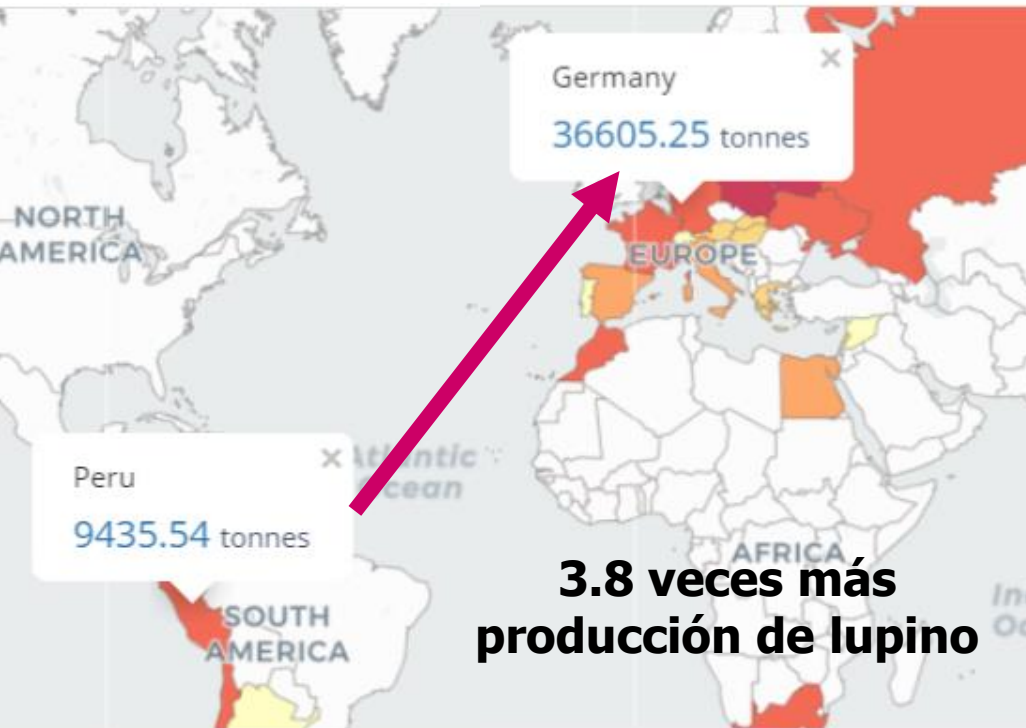 Germany
×
36605.25 tonnes
NORTH
AMERICA
EUROPE
Peru
×
9435.54 tonnes
Atlantic
Ocean
AFRICA
3.8 veces más
producción de lupino
SOUTH
AMERICA